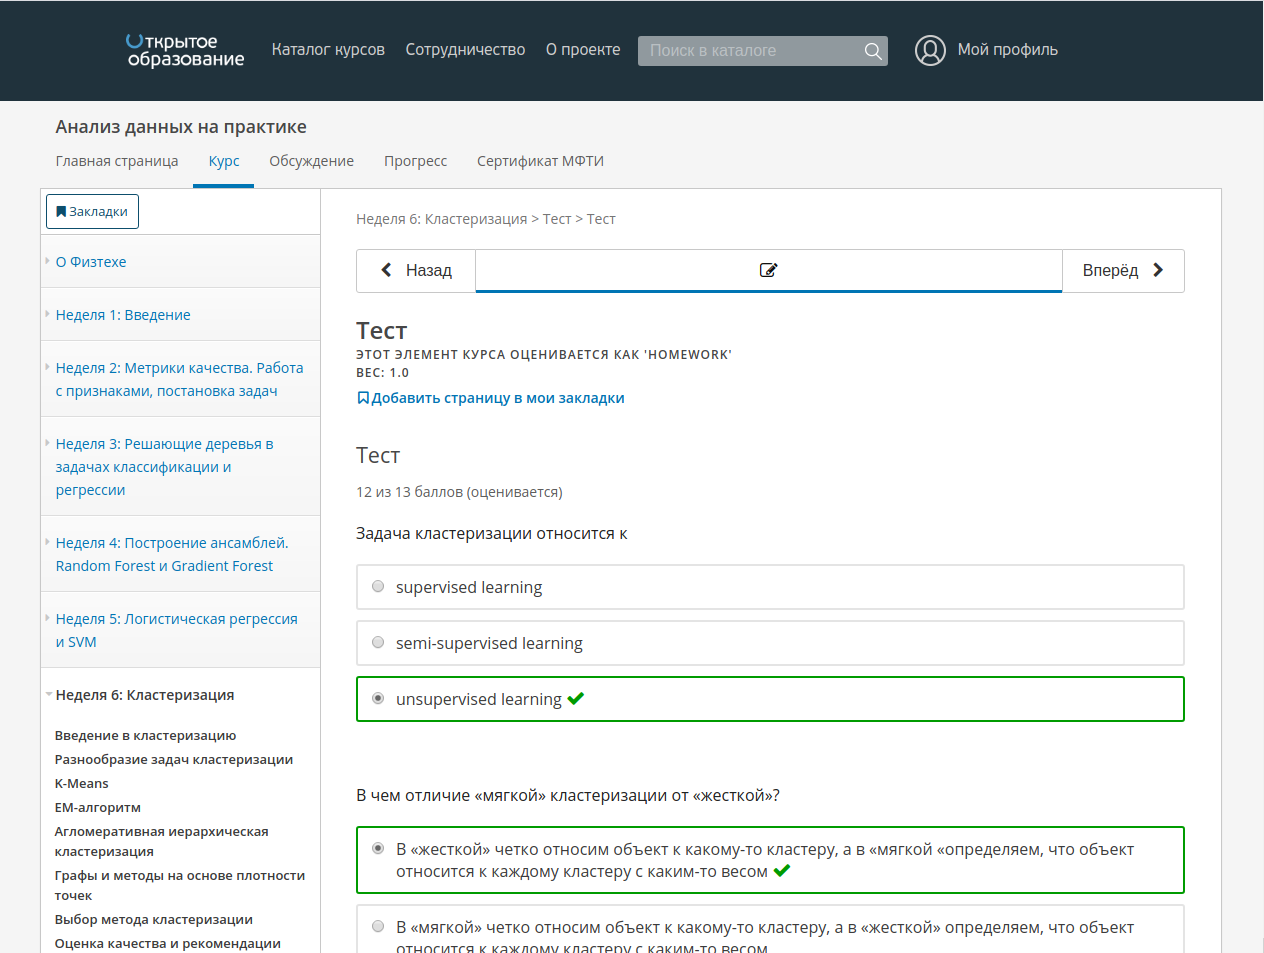 Открытое
образование
Каталог курсов
Сотрудничество
О проекте
Поиск в каталоге
Мой профиль
Анализ данных на практике
Главная страница
Курс
Обсуждение
Прогресс
Сертификат МФТИ
Закладки
О Физтехе
Неделя 1: Введение
Неделя 2: Метрики качества. Работа
с признаками, постановка задач
Неделя 3: Решающие деревья в
задачах классификации и
регрессии
Неделя 4: Построение ансамблей.
Random Forest и Gradient Forest
Неделя 5: Логистическая регрессия
и SVM
Неделя 6: Кластеризация
Введение в кластеризацию
Разнообразие задач кластеризации
K-Means
EM-алгоритм
Агломеративная иерархическая
кластеризация
Графы и методы на основе плотности
точек
Выбор метода кластеризации
Оценка качества и рекомендации
Неделя 6: Кластеризация > Тест > Тест
Назад
Вперёд
Тест
ЭТОТ ЭЛЕМЕНТ КУРСА ОЦЕНИВАЕТСЯ КАК 'HOMEWORK'
ВЕС: 1.0
Добавить страницу в мои закладки
Тест
12 из 13 баллов (оценивается)
Задача кластеризации относится к
supervised learning
semi-supervised learning
unsupervised learning
В чем отличие «мягкой» кластеризации от «жесткой»?
В «жесткой» четко относим объект к какому-то кластеру, а в «мягкой «определяем, что объект
относится к каждому кластеру с каким-то весом
В «мягкой» четко относим объект к какому-то кластеру, а в «жесткой» определяем, что объект
относится к каждому кластеру с каким-то весом